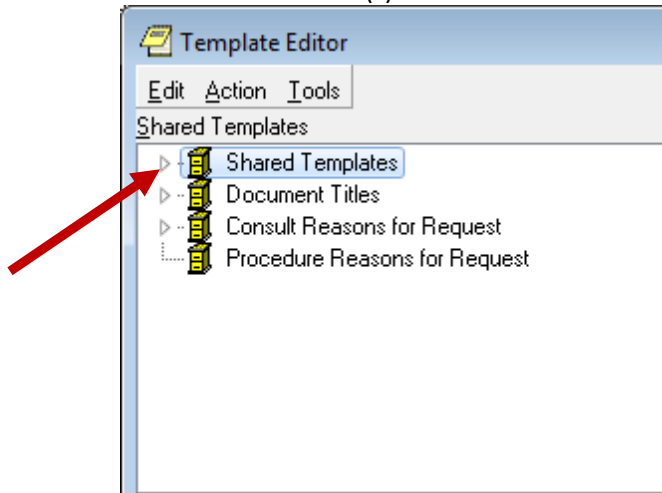 Template Editor
Edit Action Tools
Shared Templates
Shared Templates
Document Titles
Consult Reasons for Request
Procedure Reasons for Request